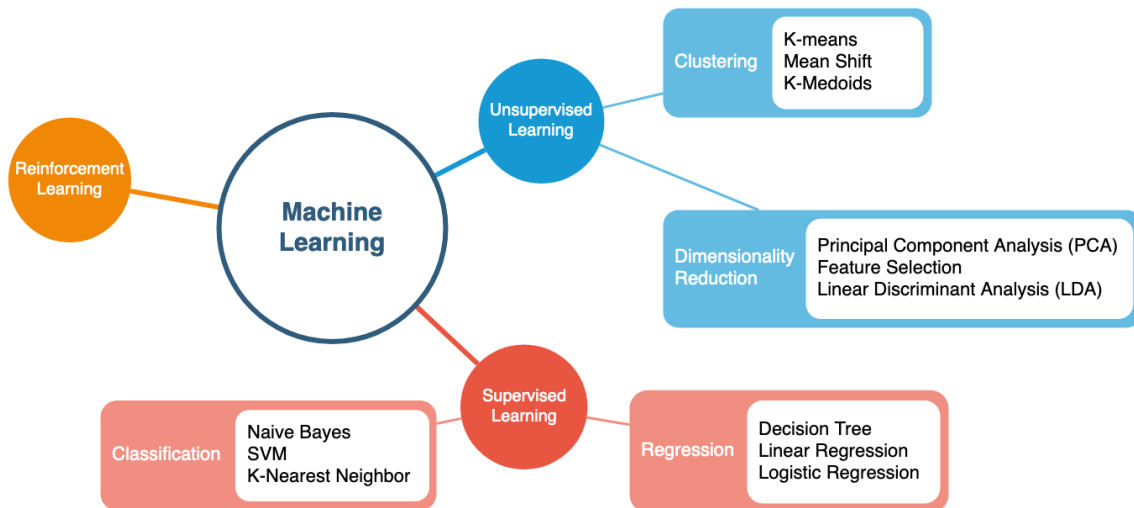 Machine
Learning
Reinforcement
Learning
Unsupervised
Learning
Clustering
K-means
Mean Shift
K-Medoids
Dimensionality
Reduction
Principal Component Analysis (PCA)
Feature Selection
Linear Discriminant Analysis (LDA)
Supervised
Learning
Classification
Naive Bayes
SVM
K-Nearest Neighbor
Regression
Decision Tree
Linear Regression
Logistic Regression